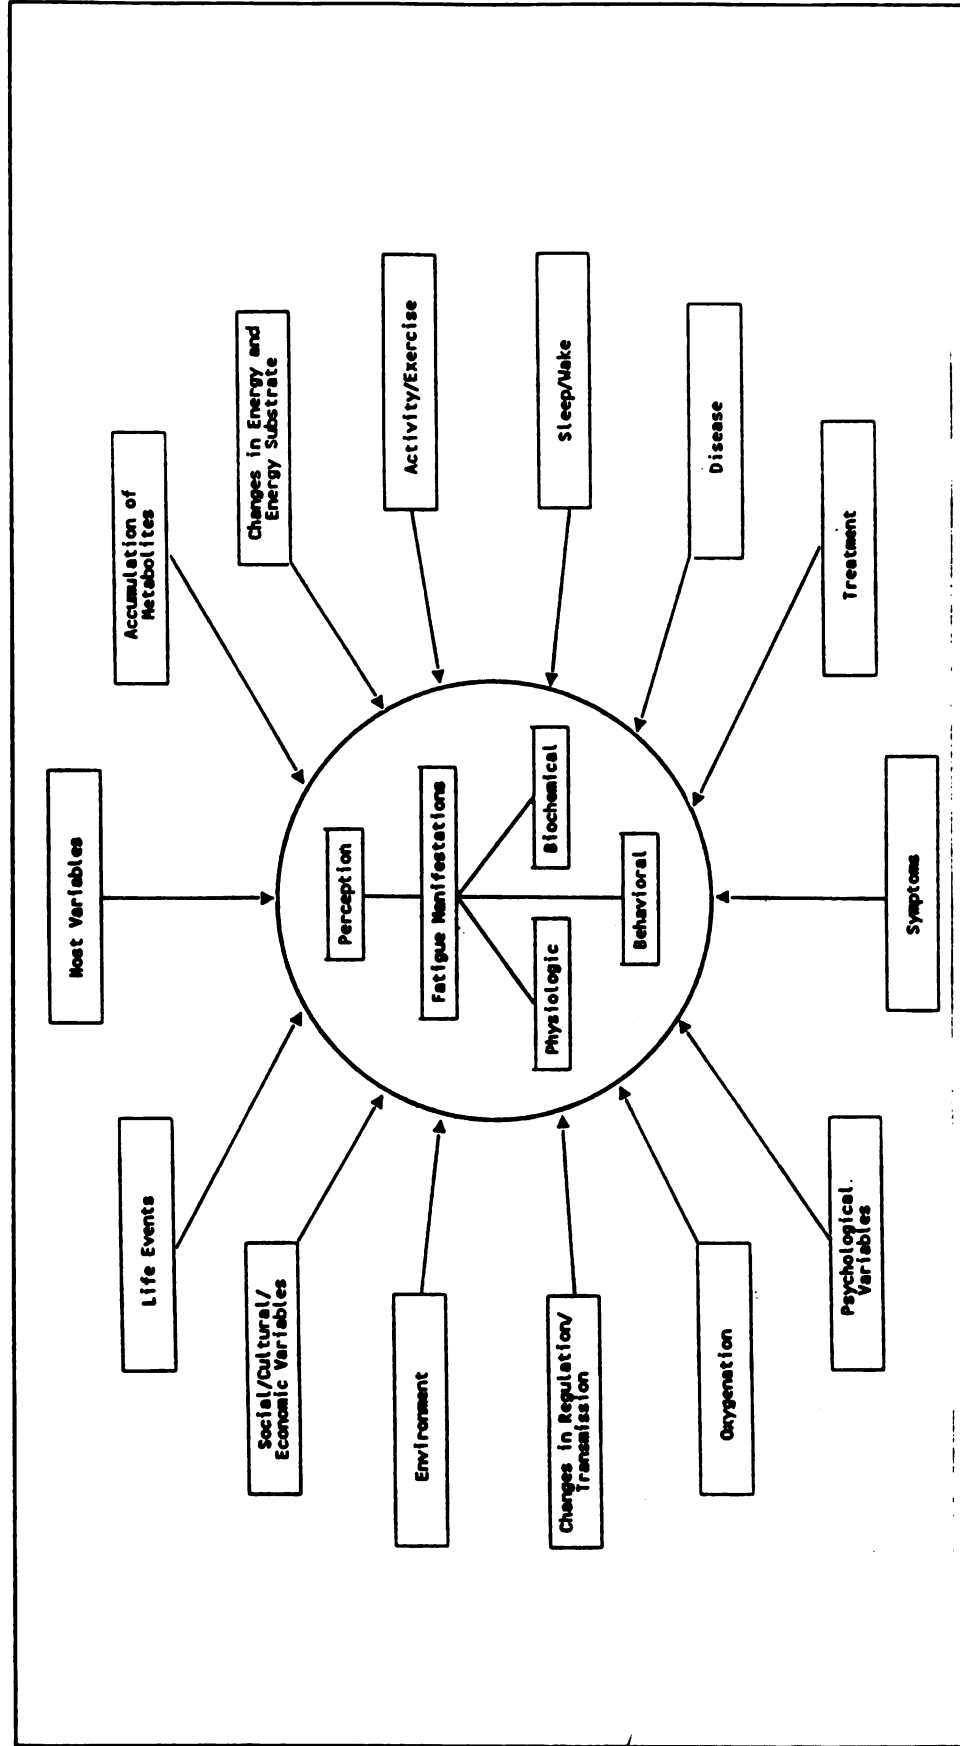 Host Variables
Accumulation of
Metabolites
Changes in Energy and
Energy Substrate
Activity/Exercise
Sleep/Wake
Disease
Treatment
Symptoms
Psychological
Variables
Oxygenation
Changes in Regulation/
Transmission
Environment
Social/Cultural/
Economic Variables
Life Events
Perception
Fatigue Manifestations
Physiologic
Biochemical
Behavioral